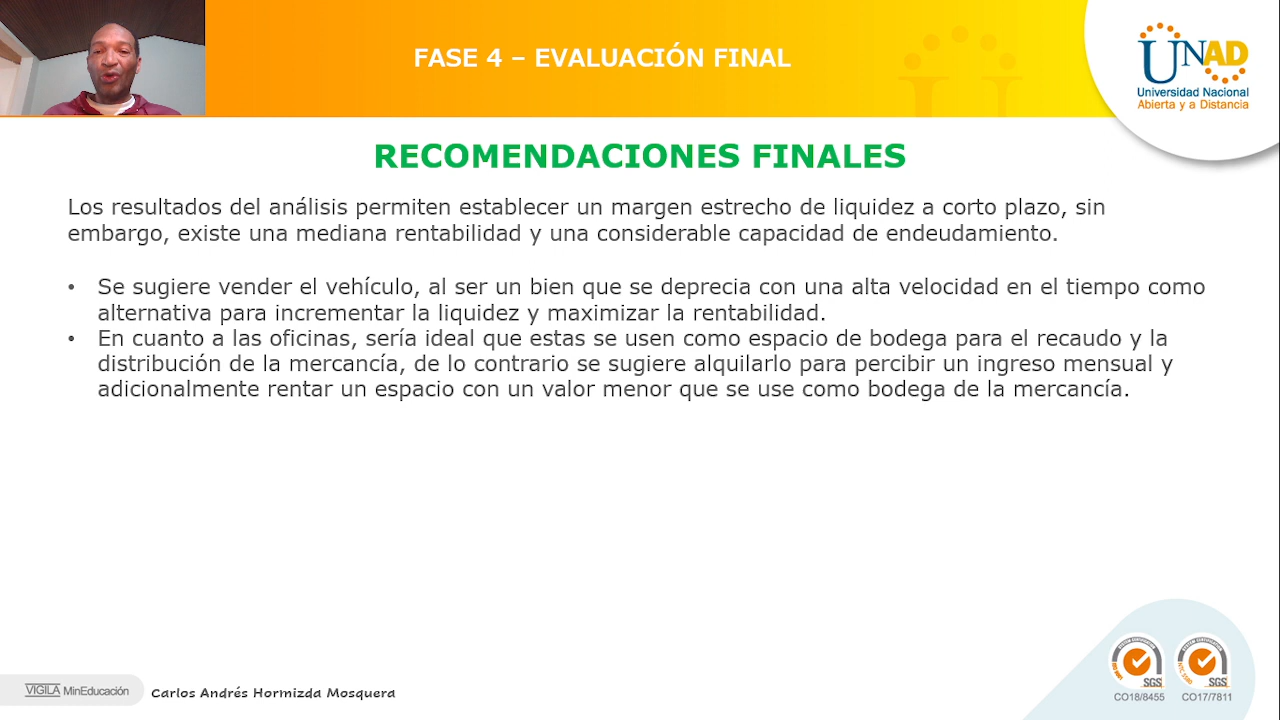 FASE 4 – EVALUACIÓN FINAL
UNAD
Universidad Nacional
Abierta y a Distancia
RECOMENDACIONES FINALES
Los resultados del análisis permiten establecer un margen estrecho de liquidez a corto plazo, sin
embargo, existe una mediana rentabilidad y una considerable capacidad de endeudamiento.
• Se sugiere vender el vehículo, al ser un bien que se deprecia con una alta velocidad en el tiempo como
alternativa para incrementar la liquidez y maximizar la rentabilidad.
• En cuanto a las oficinas, sería ideal que estas se usen como espacio de bodega para el recaudo y la
distribución de la mercancía, de lo contrario se sugiere alquilarlo para percibir un ingreso mensual y
adicionalmente rentar un espacio con un valor menor que se use como bodega de la mercancía.
VIGILA MinEducación
Carlos Andrés Hormizda Mosquera
SGS
SGS
CO18/8455
CO17/7811